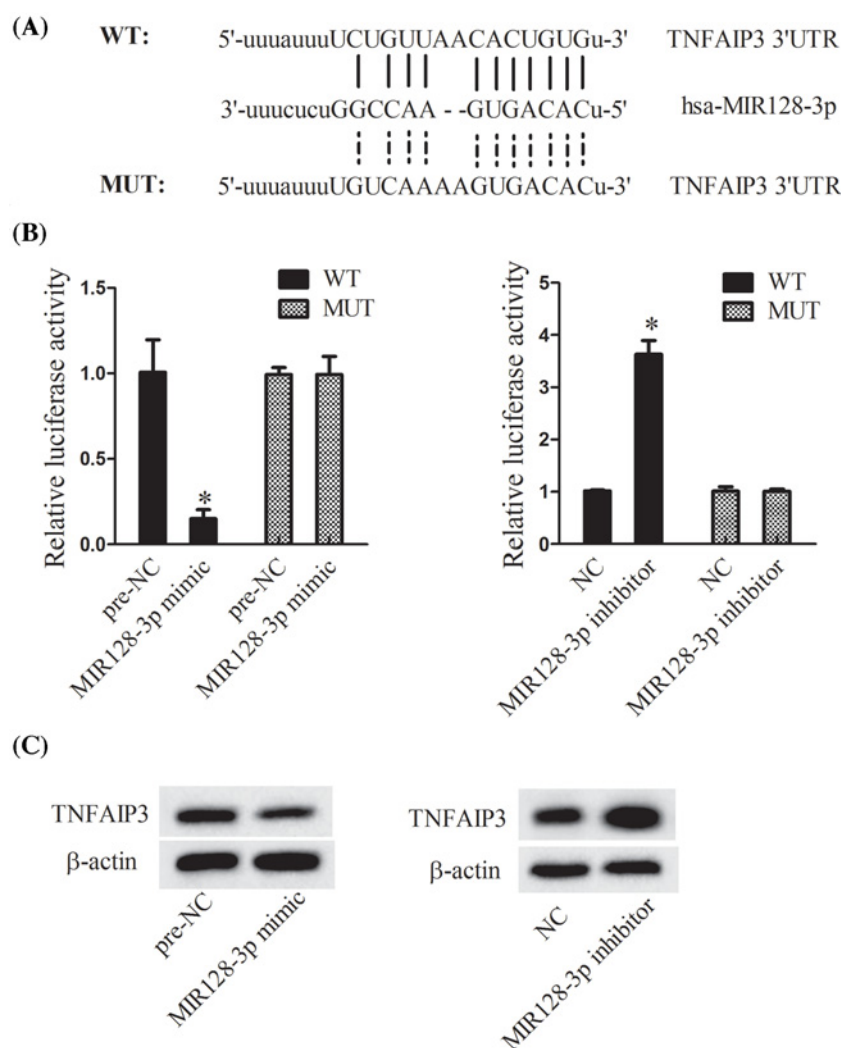 (A)
WT: 5'-uuuauuuUCUGUUAACACUGUGu-3' TNFAIP3 3'UTR
3'-uuucucuGGCCAA - -GUGACACu-5' hsa-MIR128-3p
MUT: 5'-uuuauuuUGUCAAAAGUGACACu-3' TNFAIP3 3'UTR
(B)
Relative luciferase activity
1.5
1.0
0.5
0.0
WT
MUT
*
pre-NC
MIR128-3p mimic
pre-NC
MIR128-3p mimic
Relative luciferase activity
5
4
3
2
1
0
WT
MUT
*
NC
MIR128-3p inhibitor
NC
MIR128-3p inhibitor
(C)
TNFAIP3
β-actin
pre-NC
MIR128-3p mimic
TNFAIP3
β-actin
NC
MIR128-3p inhibitor